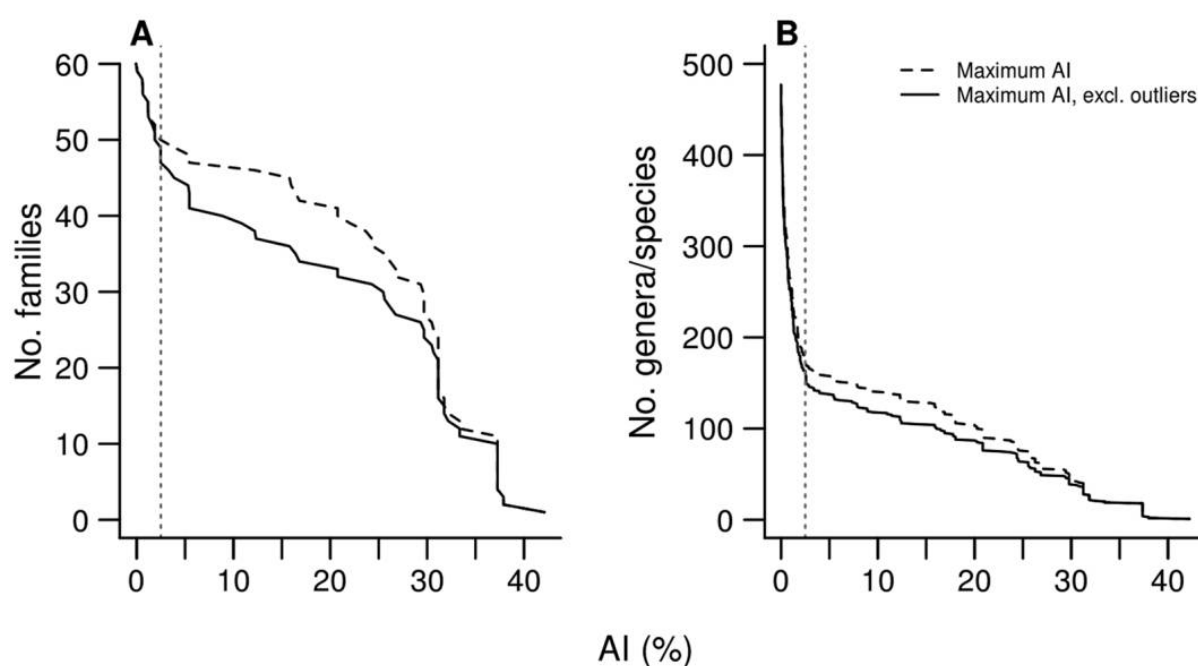 A
No. families
60
50
40
30
20
10
0
0 10 20 30 40
B
No. genera/species
500
400
300
200
100
0
0 10 20 30 40
Maximum AI
Maximum AI, excl. outliers
AI (%)